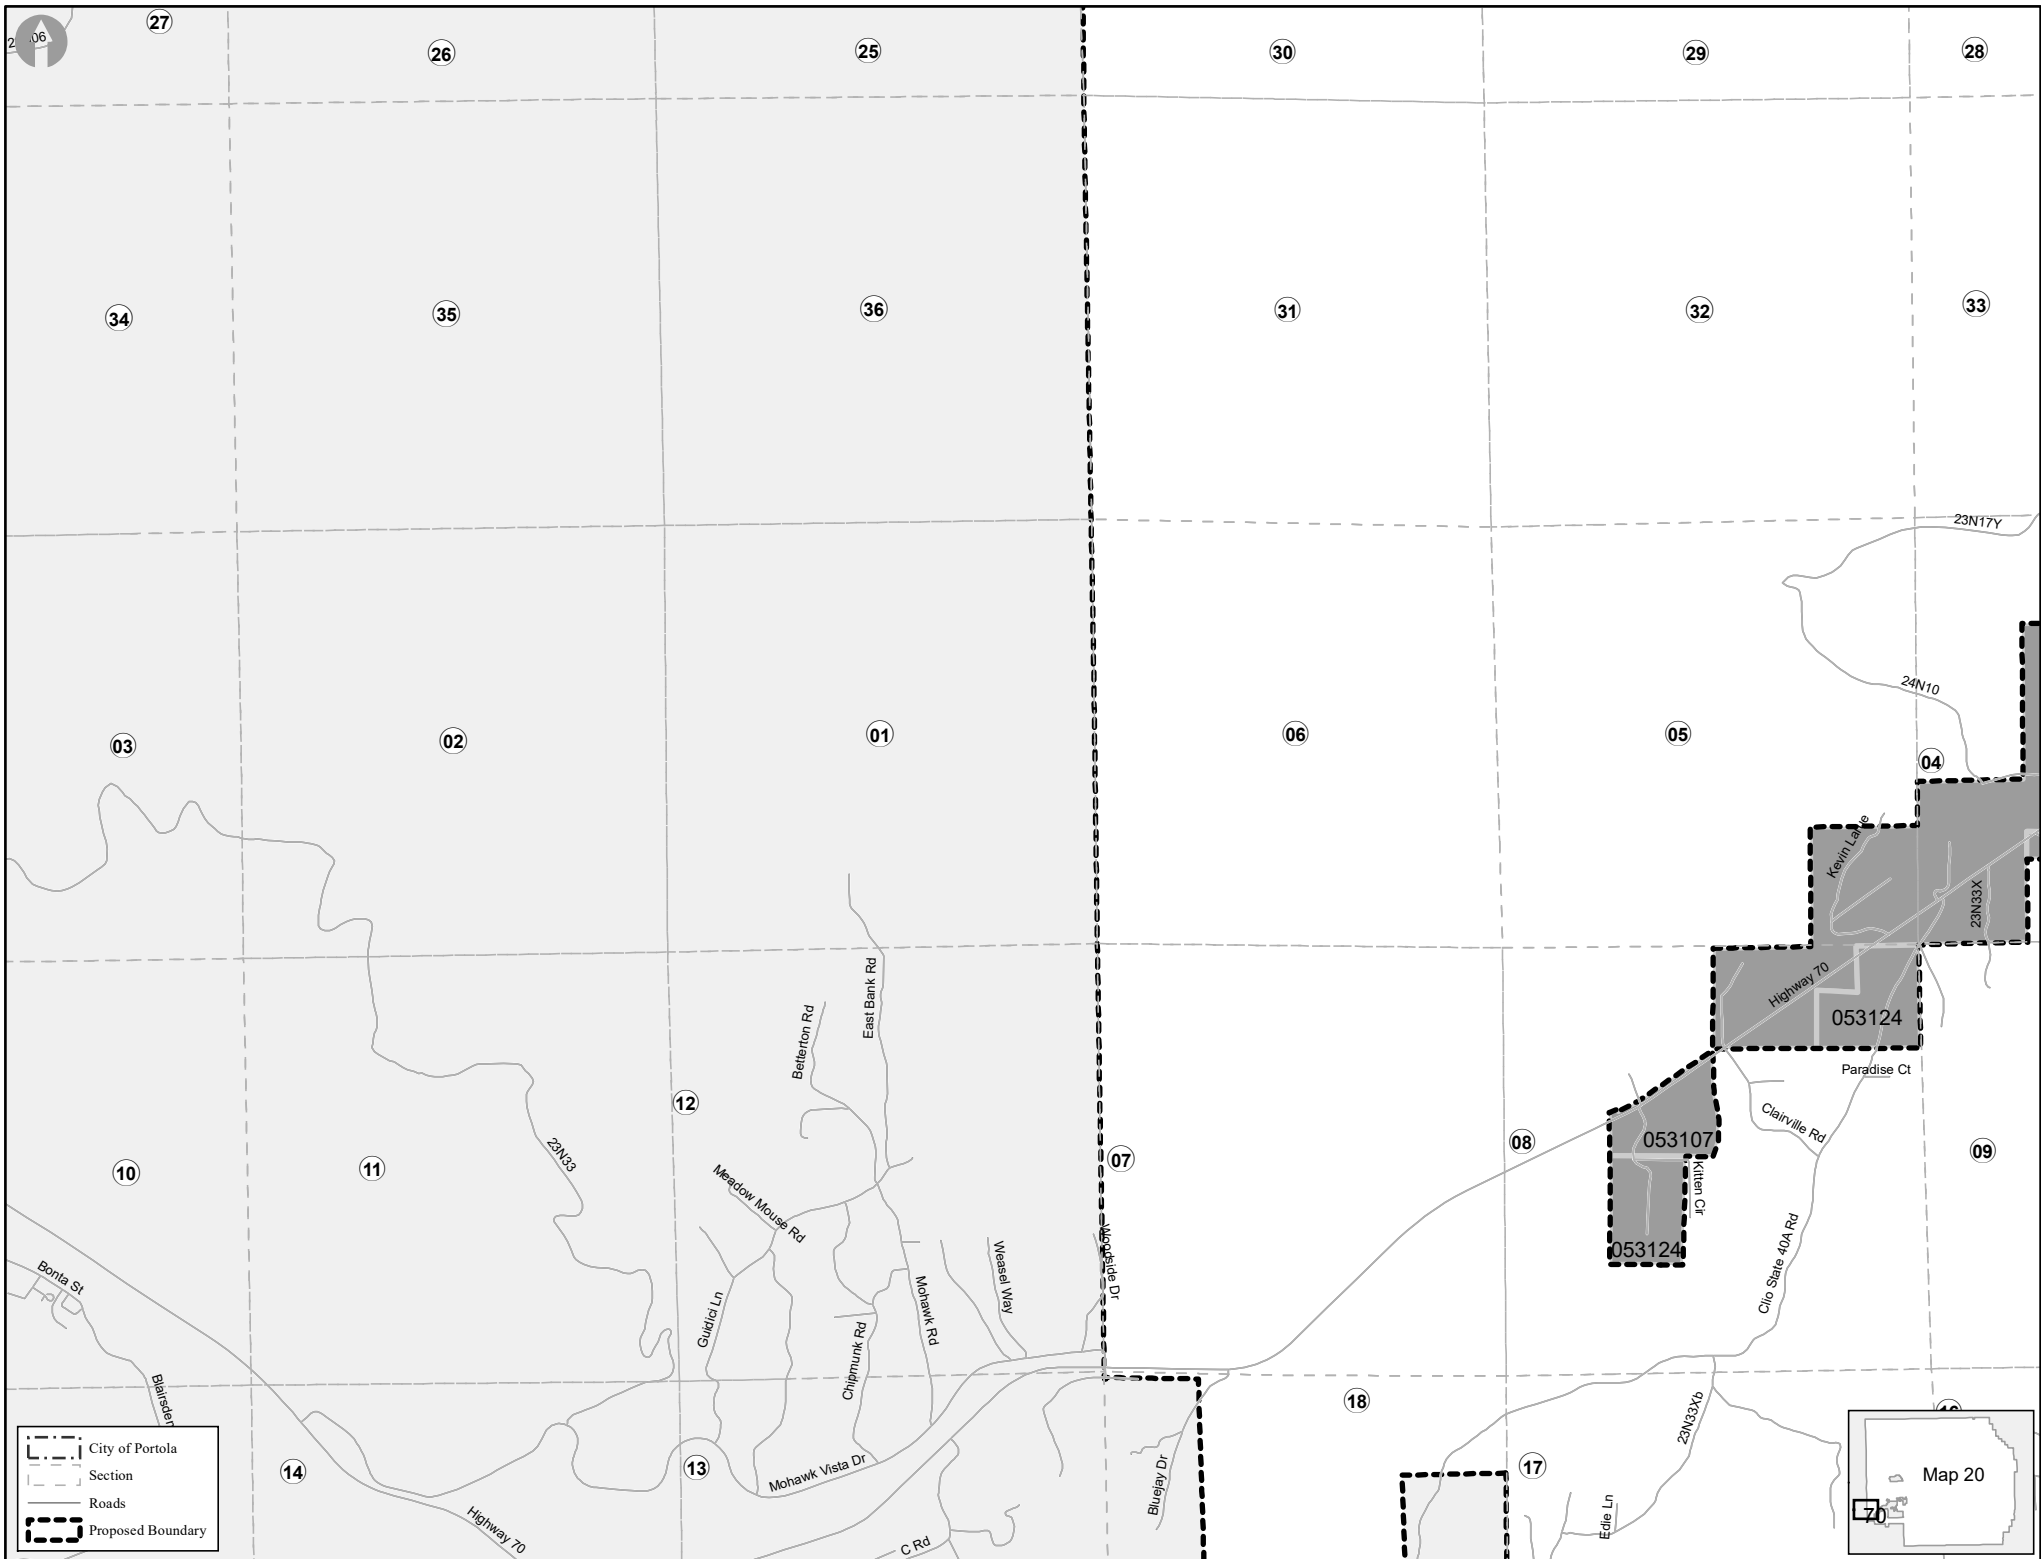 27
26
25
30
29
28
34
35
36
31
32
33
23N17Y
24N10
03
02
01
06
05
04
Kevin Lane
23N33X
East Bank Rd
Betterton Rd
Highway 70
053124
Paradise Ct
12
Clairville Rd
053107
08
09
10
11
23N33
07
Meadow Mouse Rd
Kitten Cir
053124
Woodside Dr
Weasel Way
Mohawk Rd
Guidici Ln
Chipmunk Rd
Clio State 40A Rd
Bonta St
Blairsden
18
23N33Xb
City of Portola
Section
Roads
Proposed Boundary
14
13
17
Mohawk Vista Dr
Bluejay Dr
Edie Ln
Highway 70
C Rd
Map 20
70